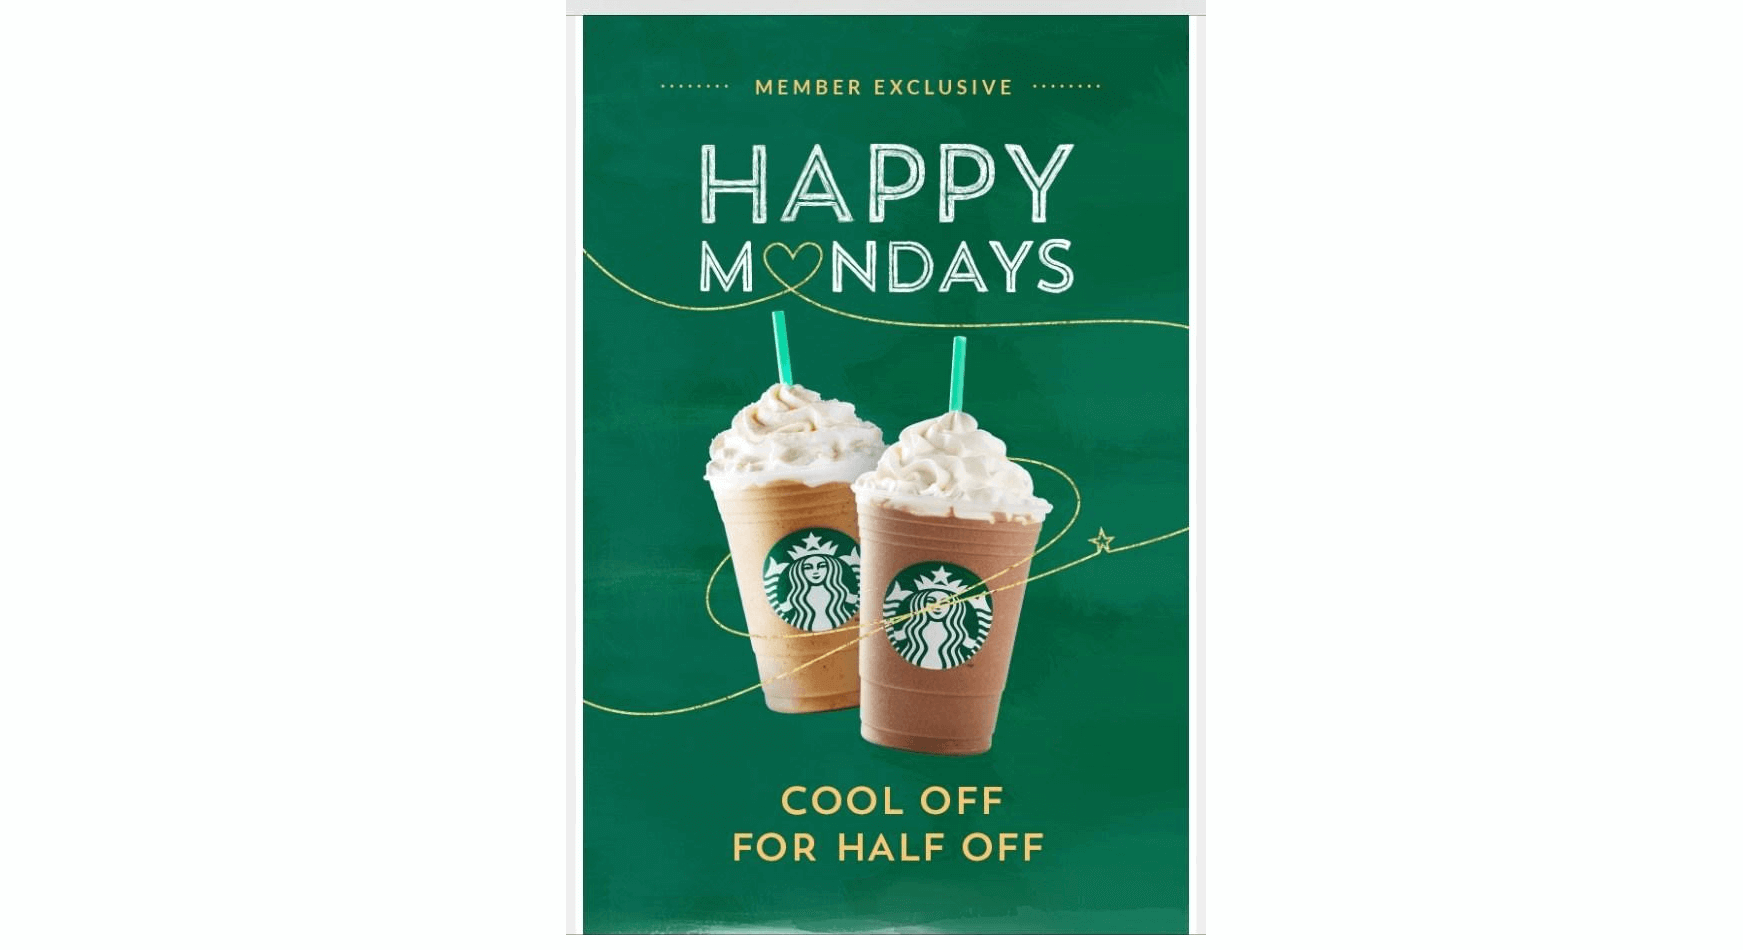 MEMBER EXCLUSIVE
HAPPY
MONDAYS
COOL OFF
FOR HALF OFF